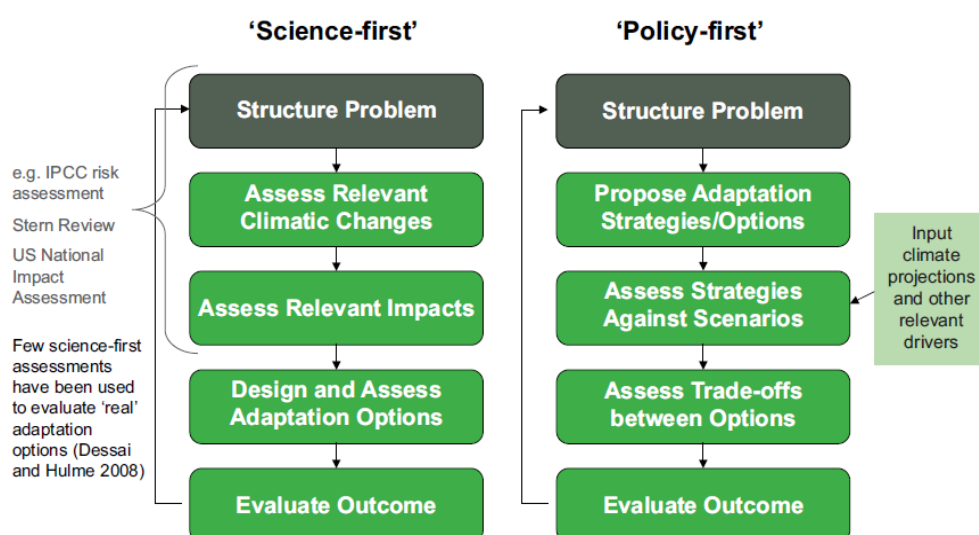 ‘Science-first’
‘Policy-first’
Structure Problem
Assess Relevant
Climatic Changes
Assess Relevant Impacts
Design and Assess
Adaptation Options
Evaluate Outcome
e.g. IPCC risk
assessment
Stern Review
US National
Impact
Assessment
Few science-first
assessments
have been used
to evaluate ‘real’
adaptation
options (Dessai
and Hulme 2008)
Structure Problem
Propose Adaptation
Strategies/Options
Assess Strategies
Against Scenarios
Assess Trade-offs
between Options
Evaluate Outcome
Input
climate
projections
and other
relevant
drivers